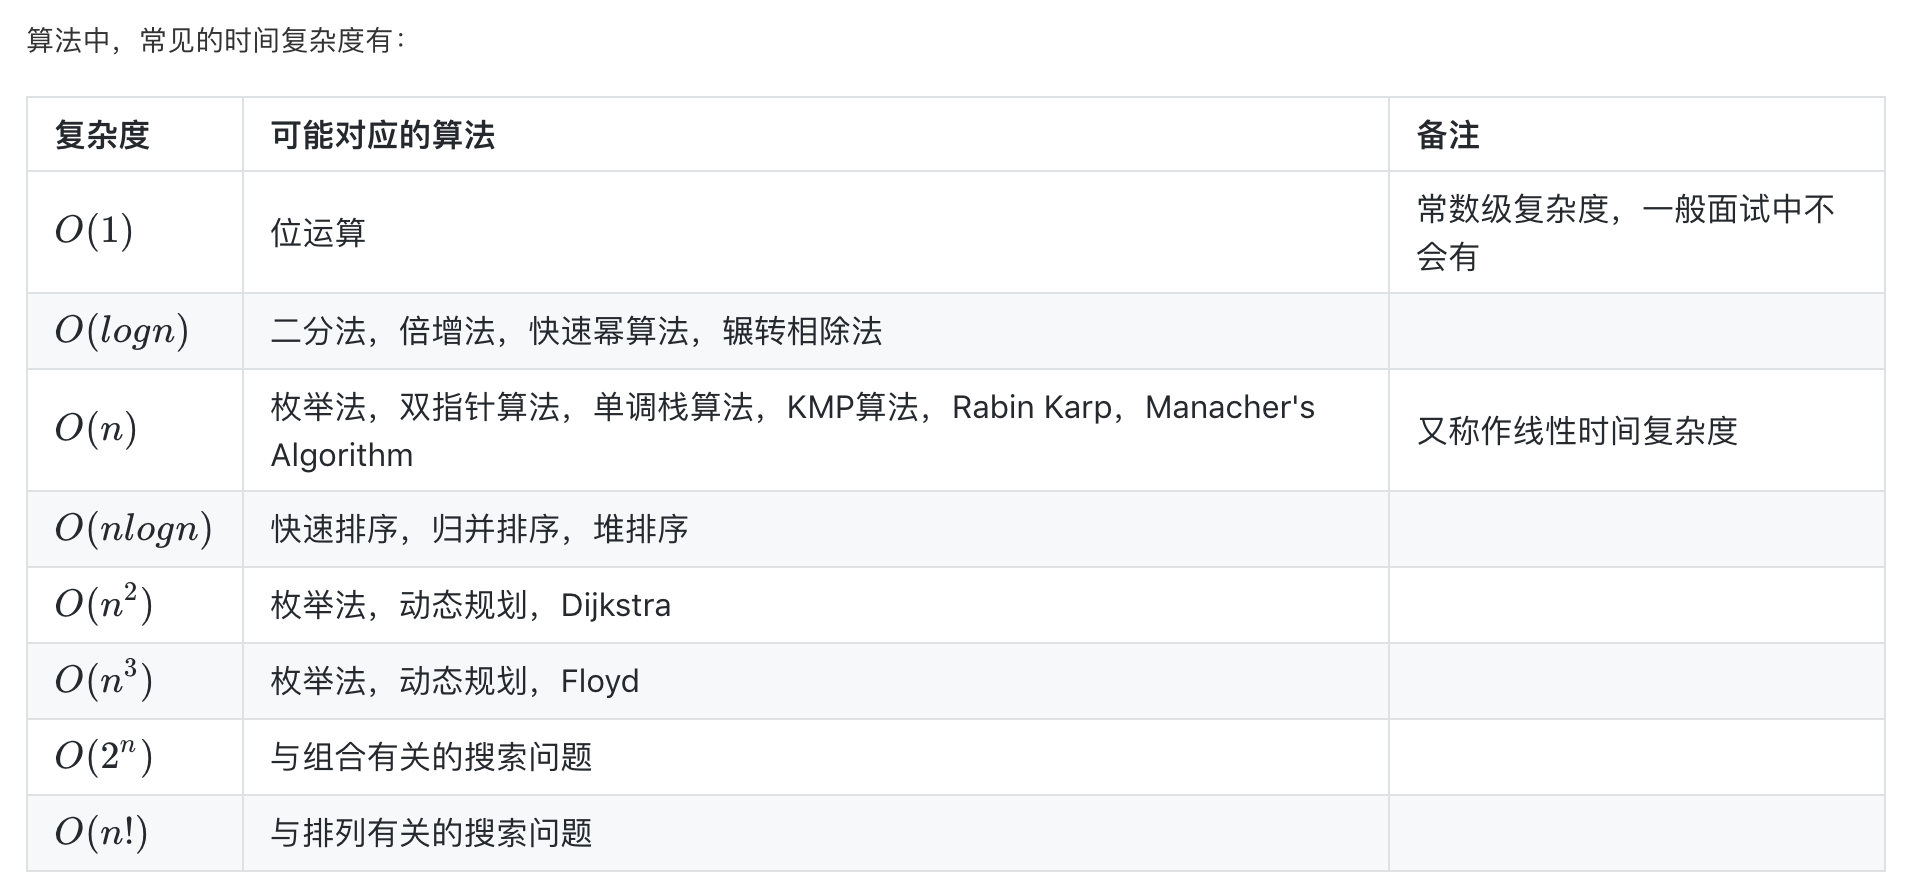 算法中，常见的时间复杂度有：
复杂度 可能对应的算法 备注
O(1) 位运算 常数级复杂度，一般面试中不
会有
O(logn) 二分法，倍增法，快速幂算法，辗转相除法
O(n) 枚举法，双指针算法，单调栈算法，KMP算法，Rabin Karp，Manacher's
Algorithm
又称作线性时间复杂度
O(nlogn) 快速排序，归并排序，堆排序
O(n²) 枚举法，动态规划，Dijkstra
O(n³) 枚举法，动态规划，Floyd
O(2ⁿ) 与组合有关的搜索问题
O(n!) 与排列有关的搜索问题